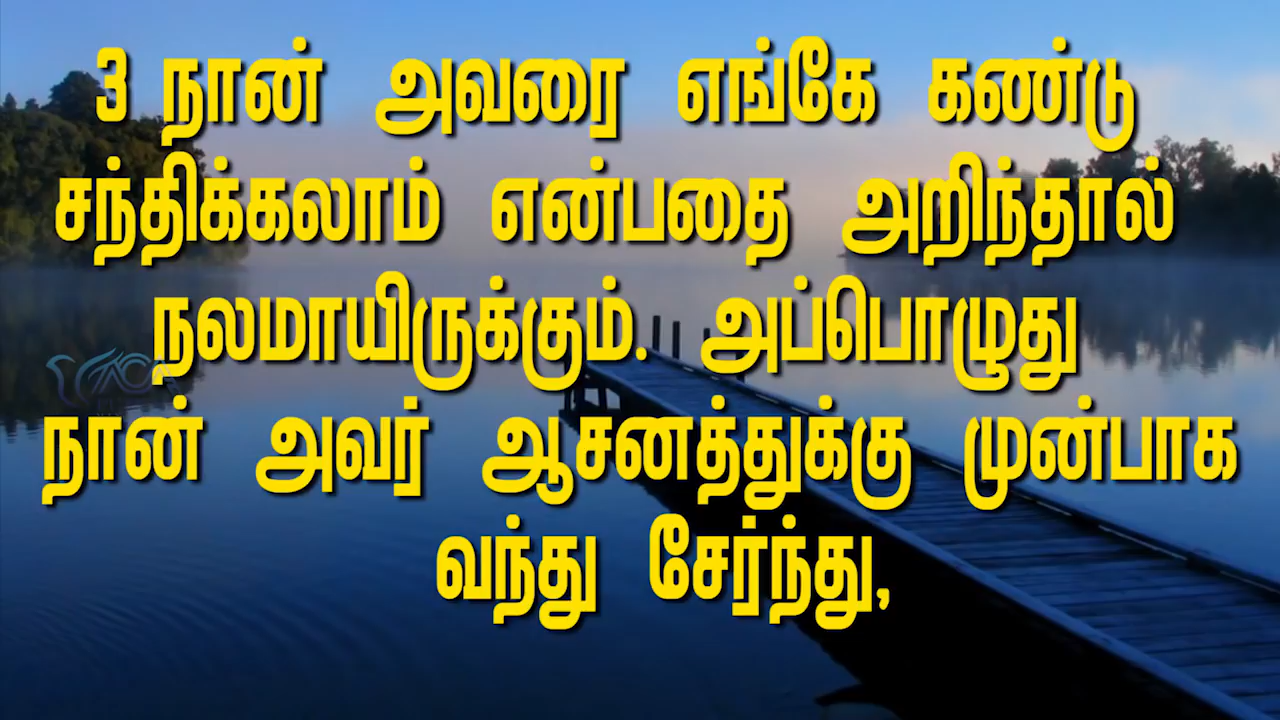 3 நான் அவரை எங்கே கண்டு
சந்திக்கலாம் என்பதை அறிந்தால்
நலமாயிருக்கும். அப்பொழுது
நான் அவர் ஆசனத்துக்கு முன்பாக
வந்து சேர்ந்து,